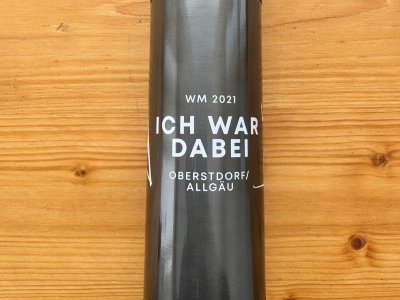 WM 2021
ICH WAR
DABEI
OBERSTDORF/
ALLGÄU